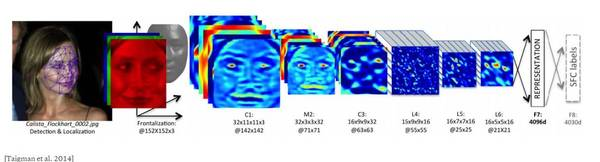 Calista_Flockhart_0002.jpg
Detection & Localization
Frontalization:
@152X152x3
C1:
32x11x11x3
@142x142
M2:
32x3x3x32
@71x71
C3:
16x9x9x32
@63x63
L4:
16x9x9x16
@55x55
L5:
16x7x7x16
@25x25
L6:
16x5x5x16
@21X21
REPRESENTATION
F7:
4096d
SFC labels
F8:
4030d
[Taigman et al. 2014]